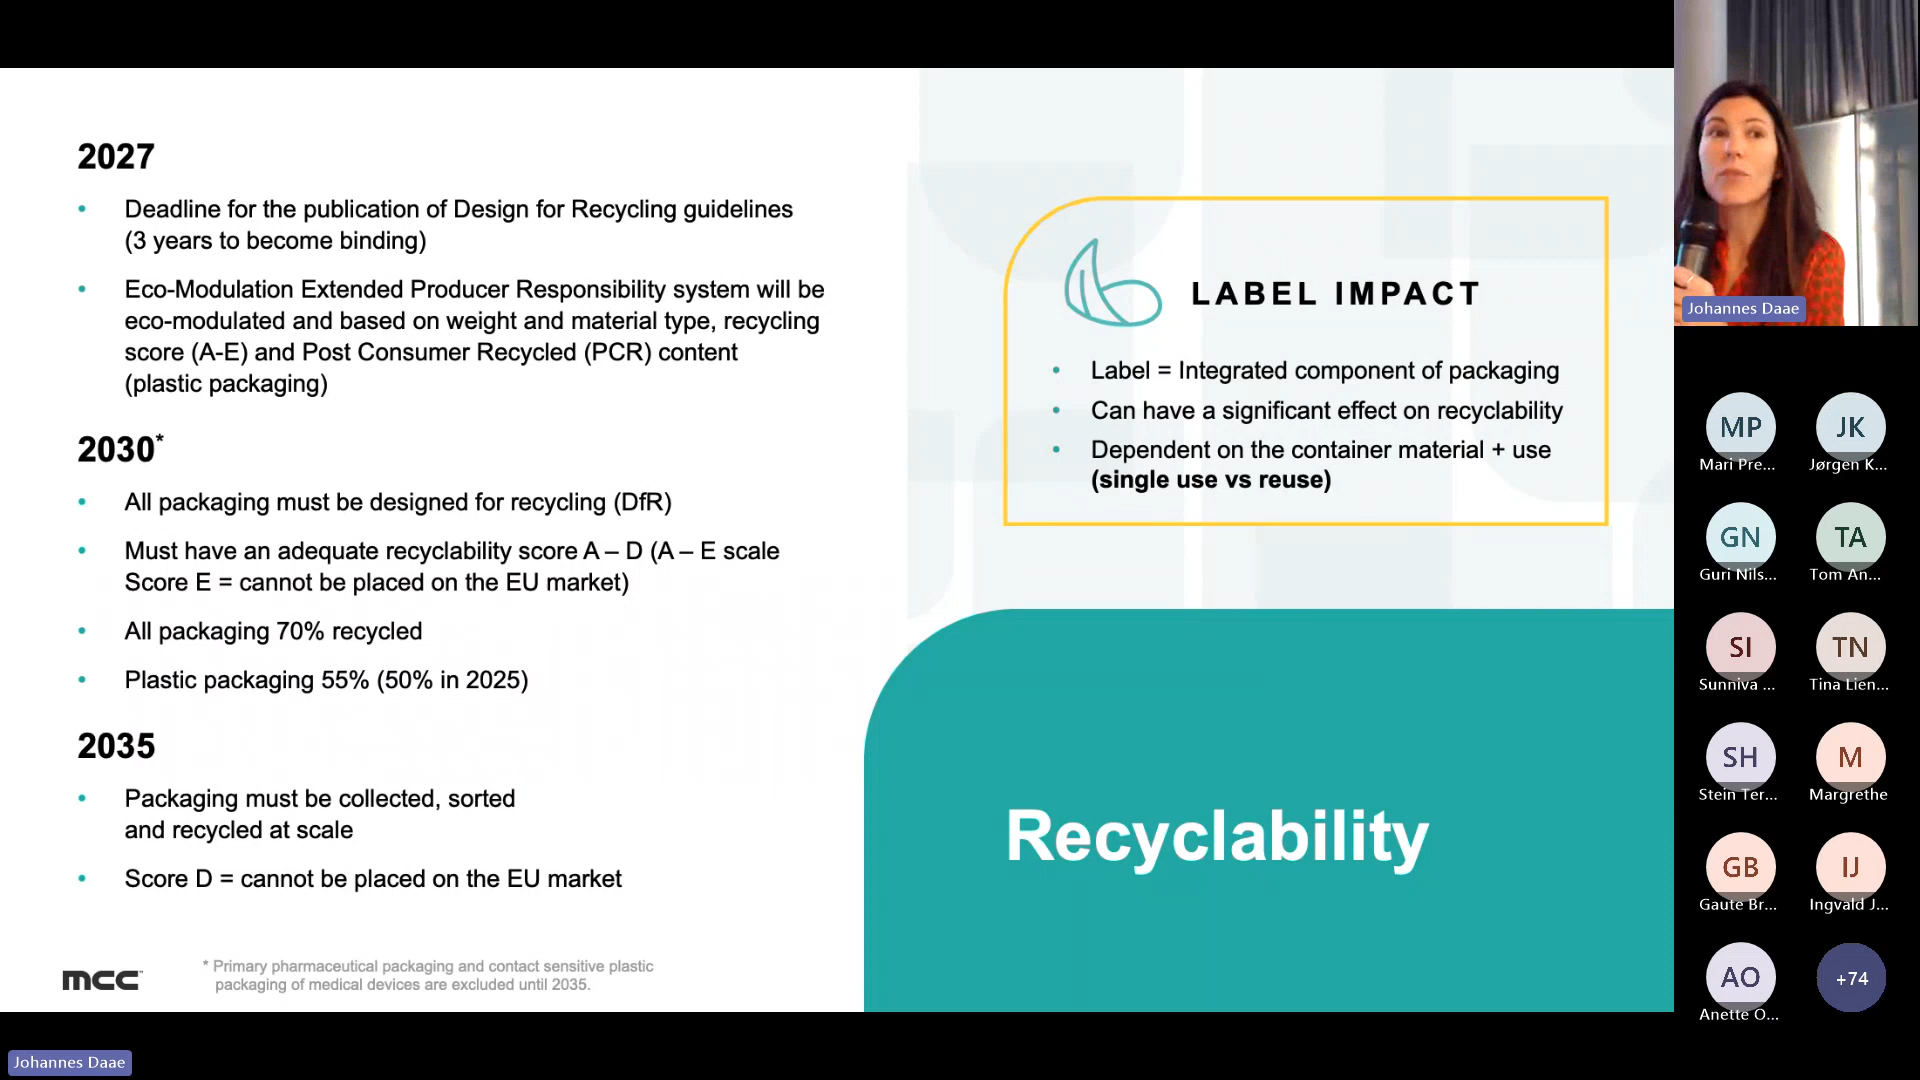 2027
• Deadline for the publication of Design for Recycling guidelines
(3 years to become binding)
• Eco-Modulation Extended Producer Responsibility system will be
eco-modulated and based on weight and material type, recycling
score (A-E) and Post Consumer Recycled (PCR) content
(plastic packaging)
2030*
• All packaging must be designed for recycling (DfR)
• Must have an adequate recyclability score A – D (A – E scale
Score E = cannot be placed on the EU market)
• All packaging 70% recycled
• Plastic packaging 55% (50% in 2025)
2035
• Packaging must be collected, sorted
and recycled at scale
• Score D = cannot be placed on the EU market
mcc™
* Primary pharmaceutical packaging and contact sensitive plastic
packaging of medical devices are excluded until 2035.
LABEL IMPACT
• Label = Integrated component of packaging
• Can have a significant effect on recyclability
• Dependent on the container material + use
(single use vs reuse)
Recyclability
Johannes Daae
MP
Mari Pre...
JK
Jørgen K...
GN
Guri Nils...
TA
Tom An...
SI
Sunniva ...
TN
Tina Lien...
SH
Stein Ter...
M
Margrethe
GB
Gaute Br...
IJ
Ingvald J...
AO
Anette O...
+74
Johannes Daae